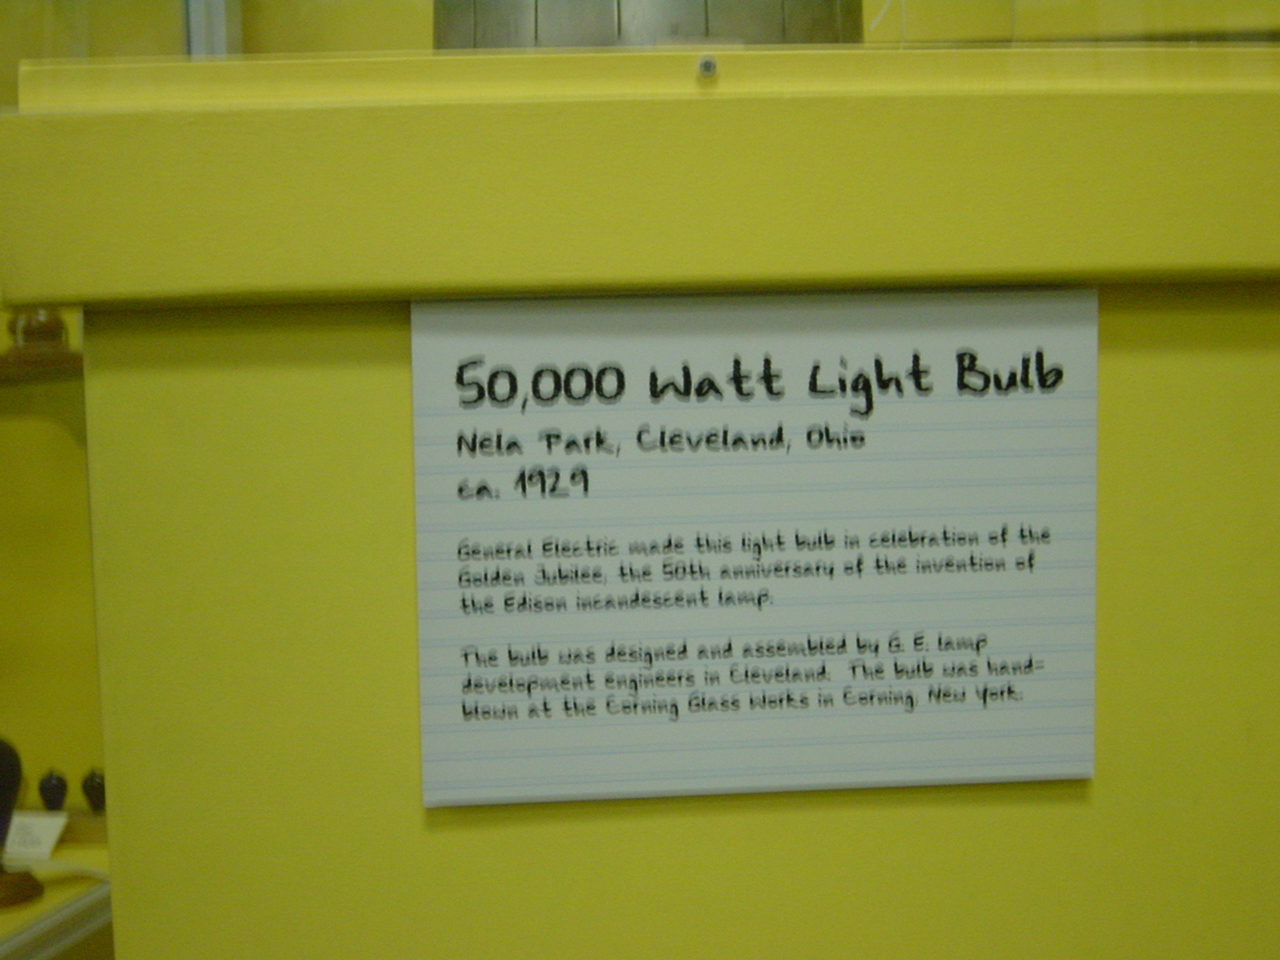 50,000 Watt Light Bulb
Nela Park, Cleveland, Ohio
ca. 1929
General Electric made this light bulb in celebration of the
Golden Jubilee, the 50th anniversary of the invention of
the Edison incandescent lamp.
The bulb was designed and assembled by G. E. lamp
development engineers in Cleveland. The bulb was hand-
blown at the Corning Glass Works in Corning, New York.